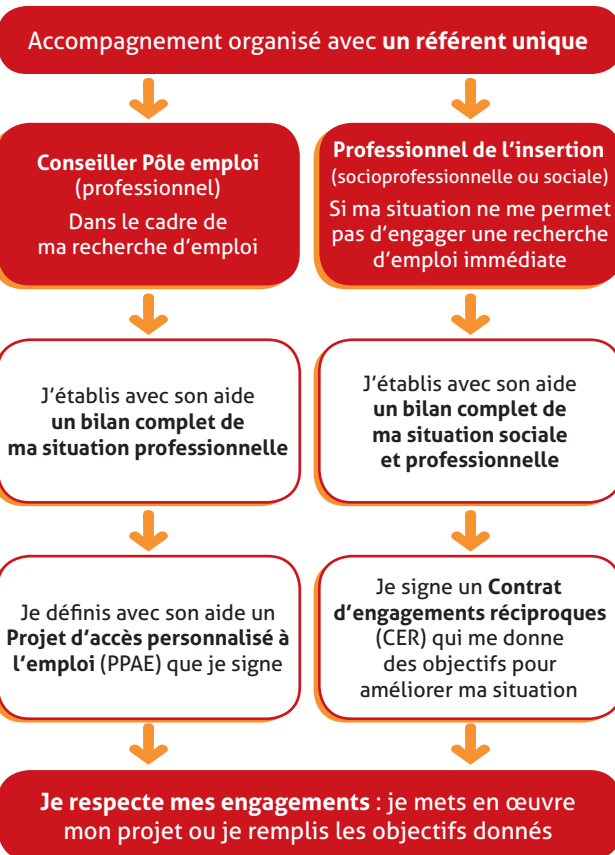 Accompagnement organisé avec un référent unique
Conseiller Pôle emploi
(professionnel)
Dans le cadre de
ma recherche d'emploi
Professionnel de l'insertion
(socioprofessionnelle ou sociale)
Si ma situation ne me permet
pas d'engager une recherche
d'emploi immédiate
J'établis avec son aide
un bilan complet de
ma situation professionnelle
J'établis avec son aide
un bilan complet de
ma situation sociale
et professionnelle
Je définis avec son aide un
Projet d'accès personnalisé à
l'emploi (PPAE) que je signe
Je signe un Contrat
d'engagements réciproques
(CER) qui me donne
des objectifs pour
améliorer ma situation
Je respecte mes engagements : je mets en œuvre
mon projet ou je remplis les objectifs donnés